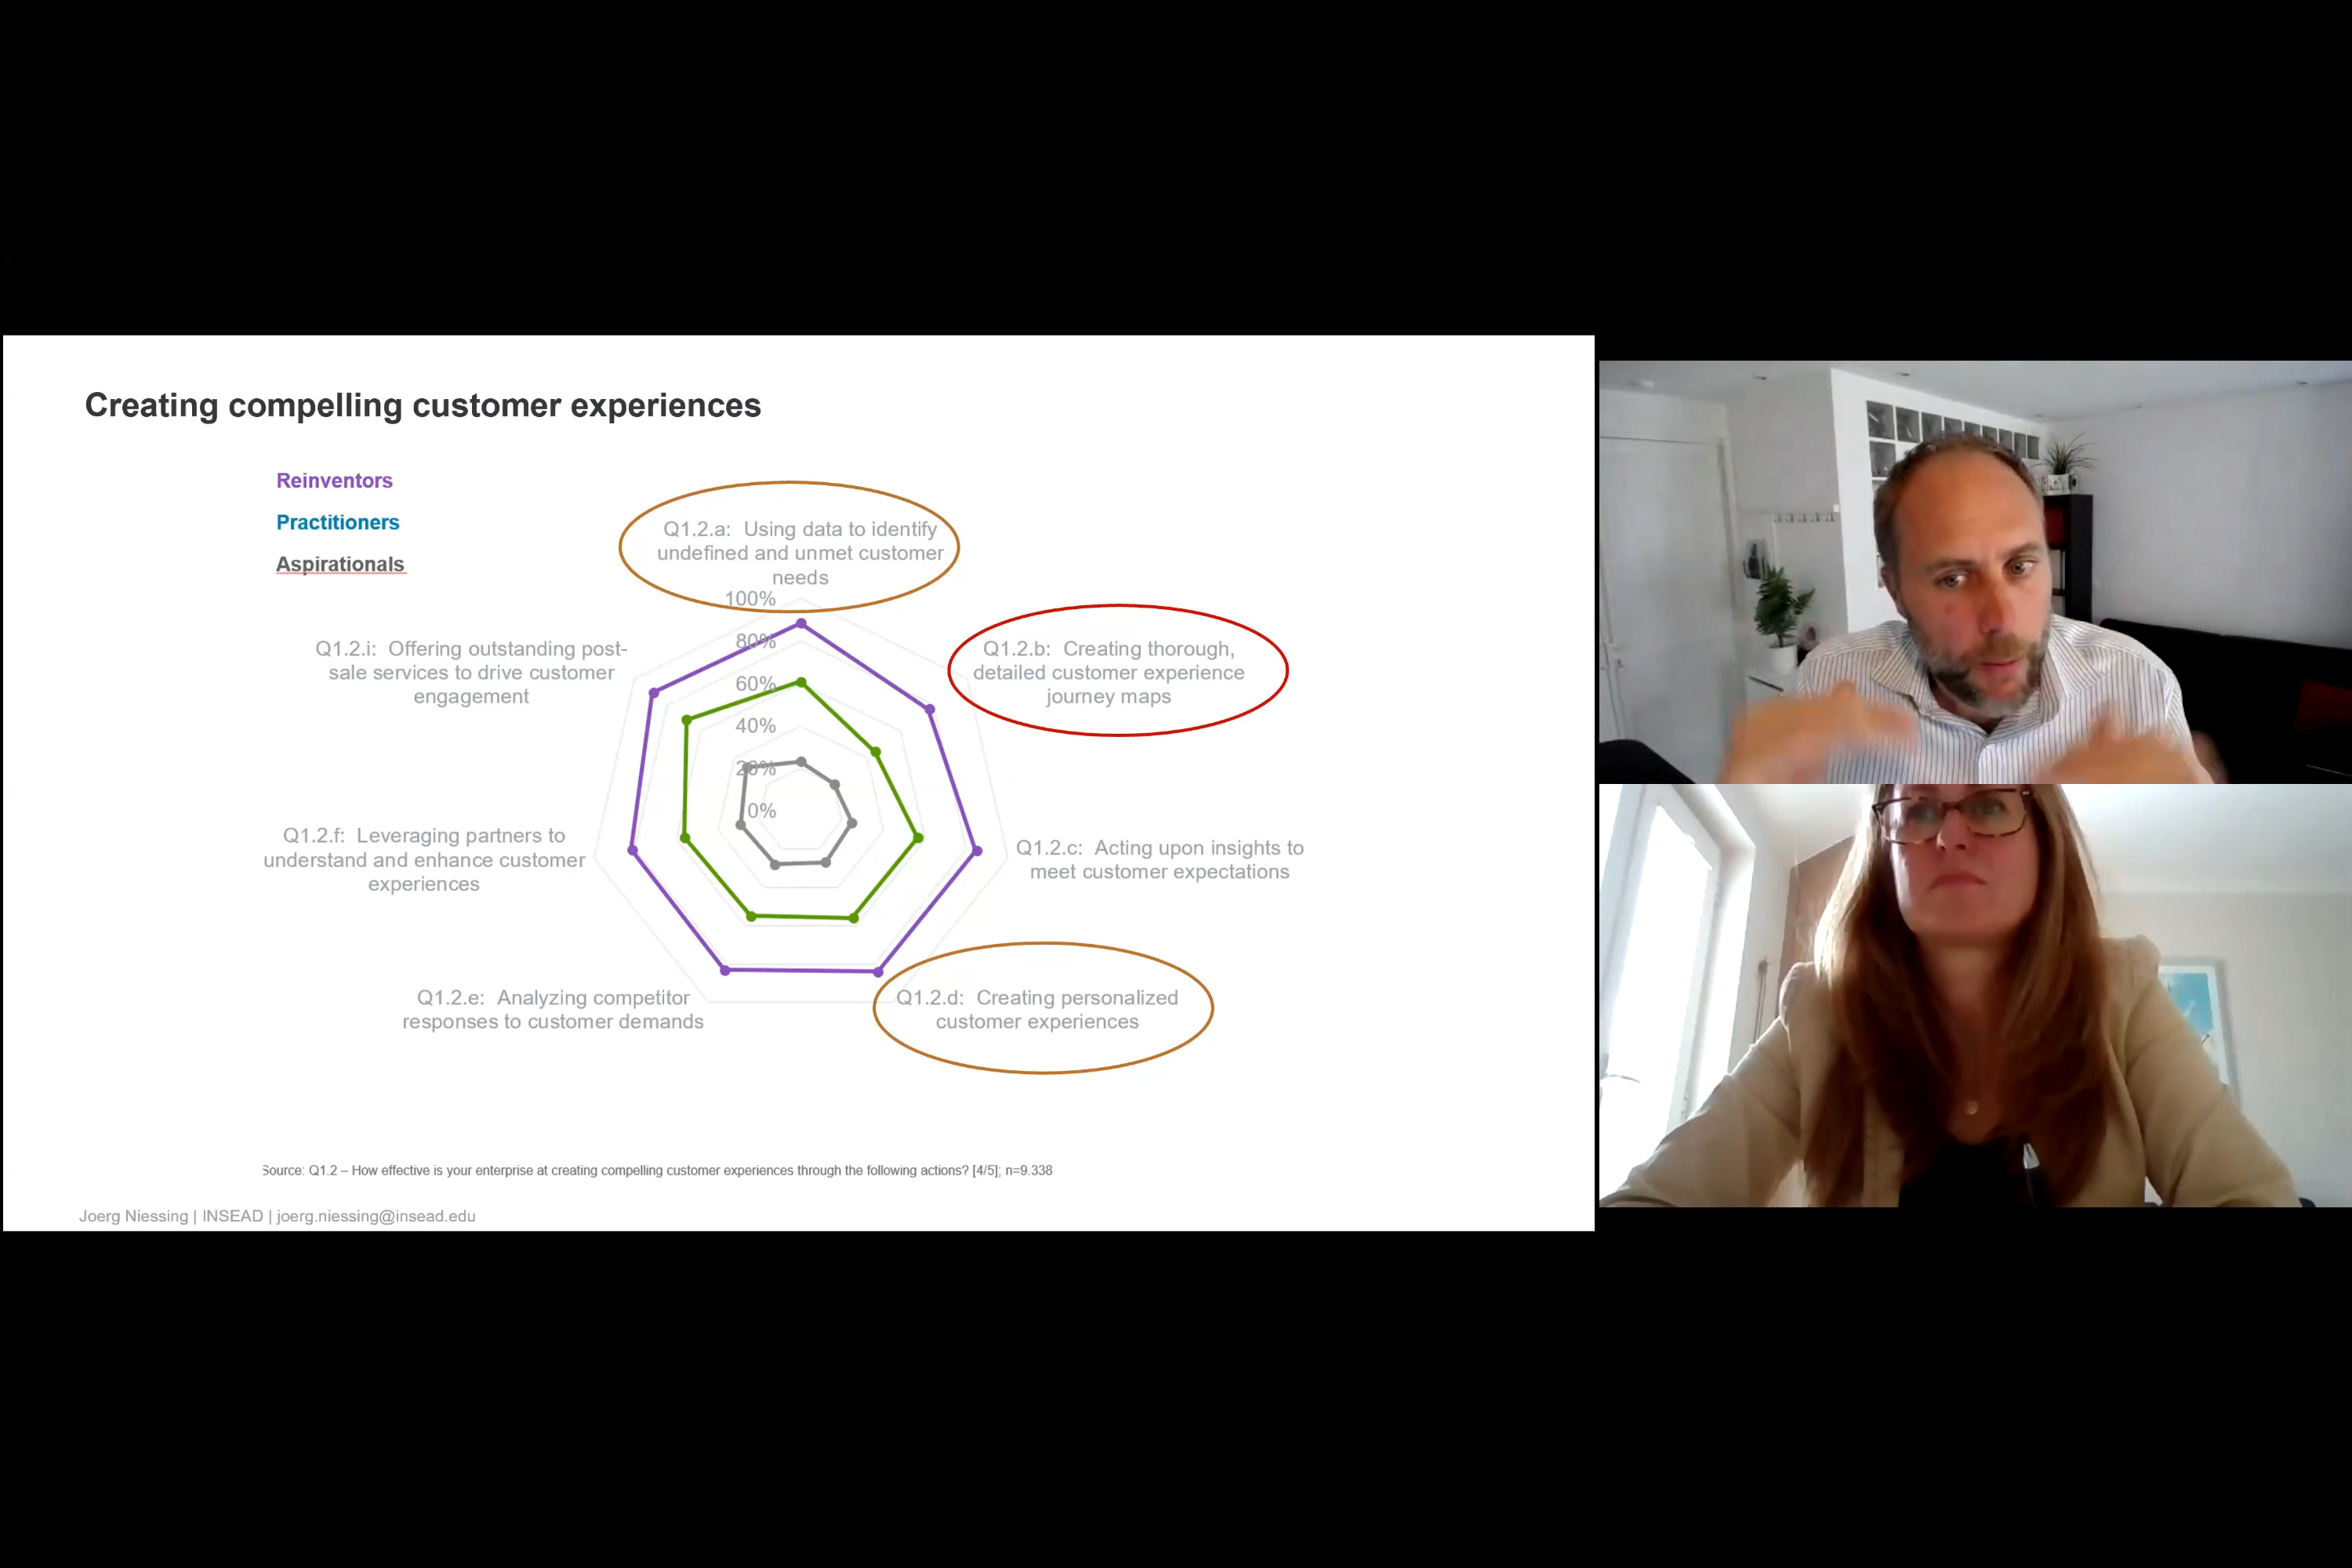 Creating compelling customer experiences
Reinventors
Practitioners
Aspirationals
Q1.2.a: Using data to identify
undefined and unmet customer
needs
100%
80%
60%
40%
20%
0%
Q1.2.b: Creating thorough,
detailed customer experience
journey maps
Q1.2.c: Acting upon insights to
meet customer expectations
Q1.2.d: Creating personalized
customer experiences
Q1.2.e: Analyzing competitor
responses to customer demands
Q1.2.f: Leveraging partners to
understand and enhance customer
experiences
Q1.2.i: Offering outstanding post-
sale services to drive customer
engagement
Source: Q1.2 – How effective is your enterprise at creating compelling customer experiences through the following actions? [4/5]; n=9.338
Joerg Niessing | INSEAD | joerg.niessing@insead.edu